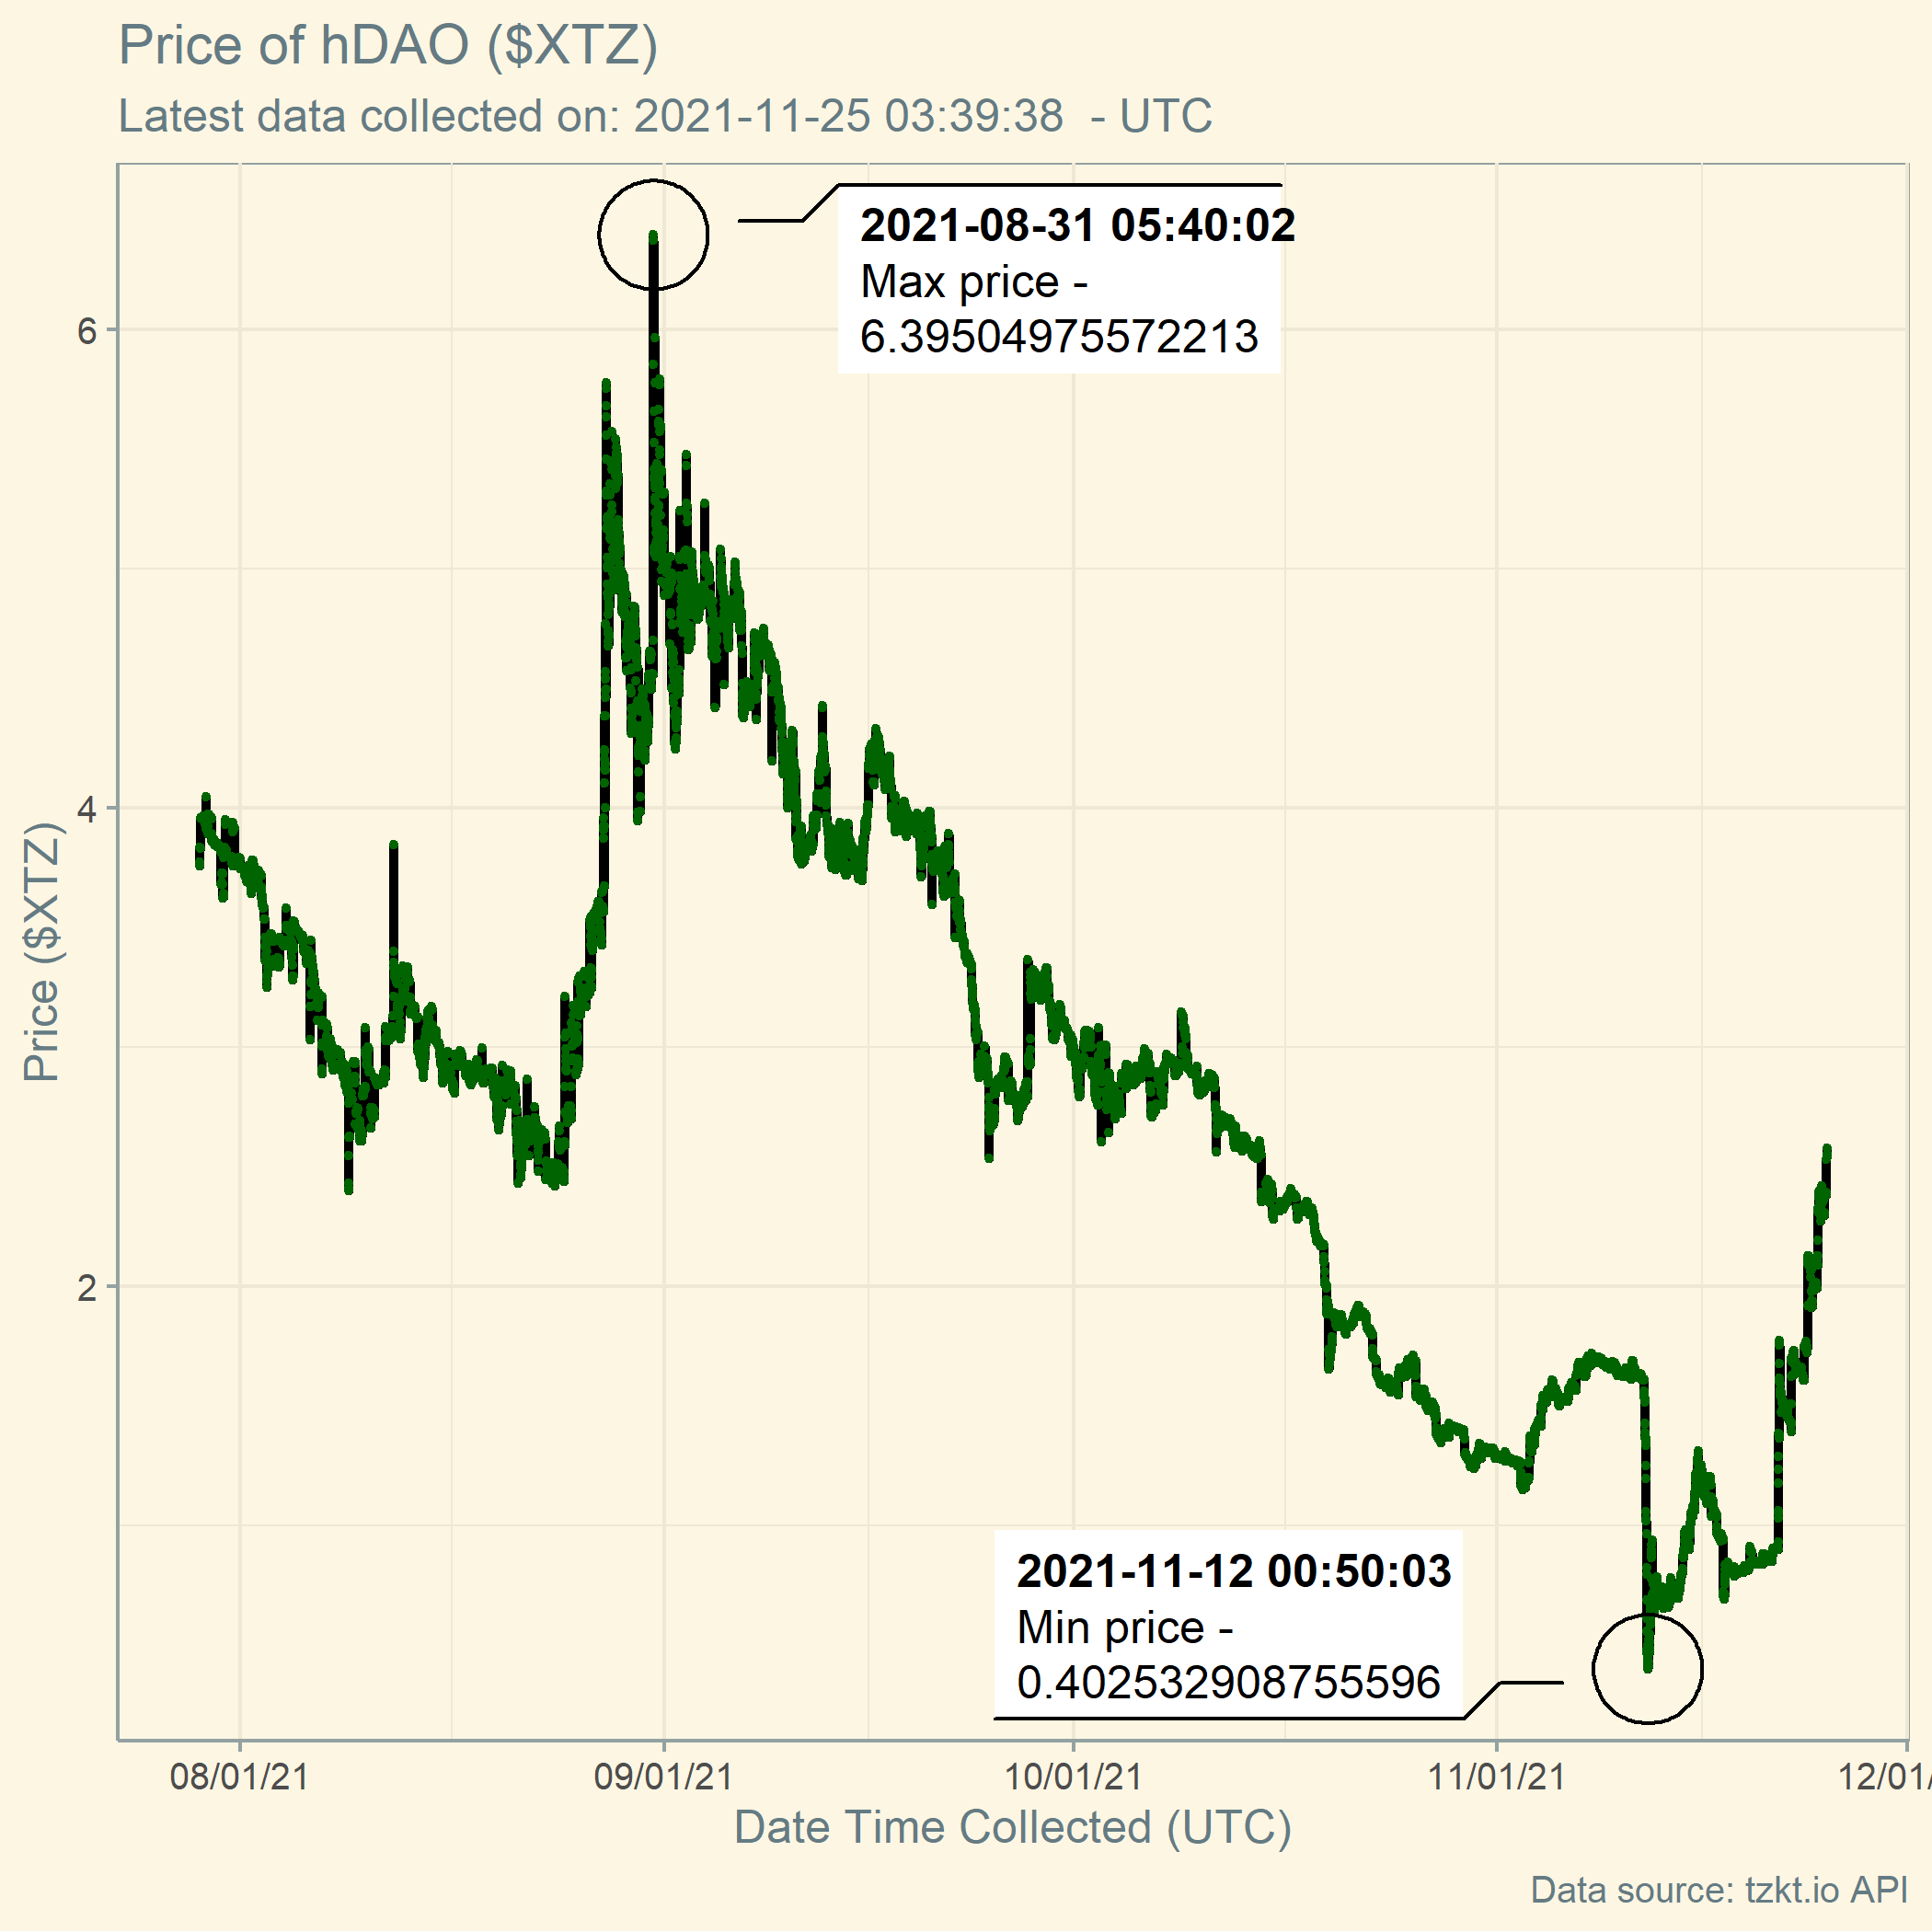 Price of hDAO ($XTZ)
Latest data collected on: 2021-11-25 03:39:38  - UTC
2021-08-31 05:40:02
Max price -
6.39504975572213
6
4
2
Price ($XTZ)
2021-11-12 00:50:03
Min price -
0.402532908755596
08/01/21
09/01/21
10/01/21
11/01/21
12/01/
Date Time Collected (UTC)
Data source: tzkt.io API